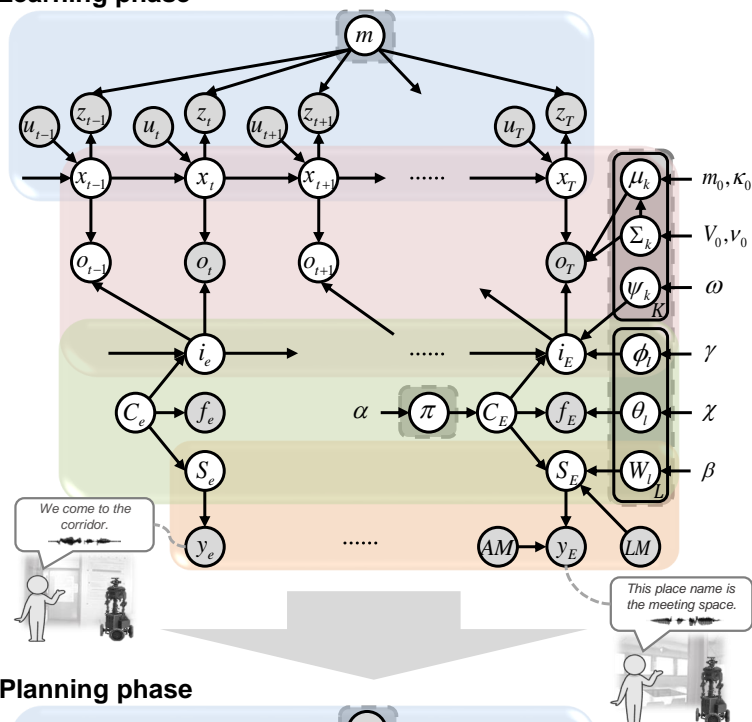 Learning phase
m
z_{t-1} z_t z_{t+1} z_T
u_{t-1} u_t u_{t+1} u_T
x_{t-1} x_t x_{t+1} ...... x_T μ_k m_0,κ_0
Σ_k V_0,ν_0
o_{t-1} o_t o_{t+1} o_T
ψ_k ω
K
i_e ...... i_E ϕ_l γ
C_e f_e α π C_E f_E θ_l χ
S_e S_E W_l β
L
We come to the
corridor.
y_e ...... AM y_E LM
This place name is
the meeting space.
Planning phase